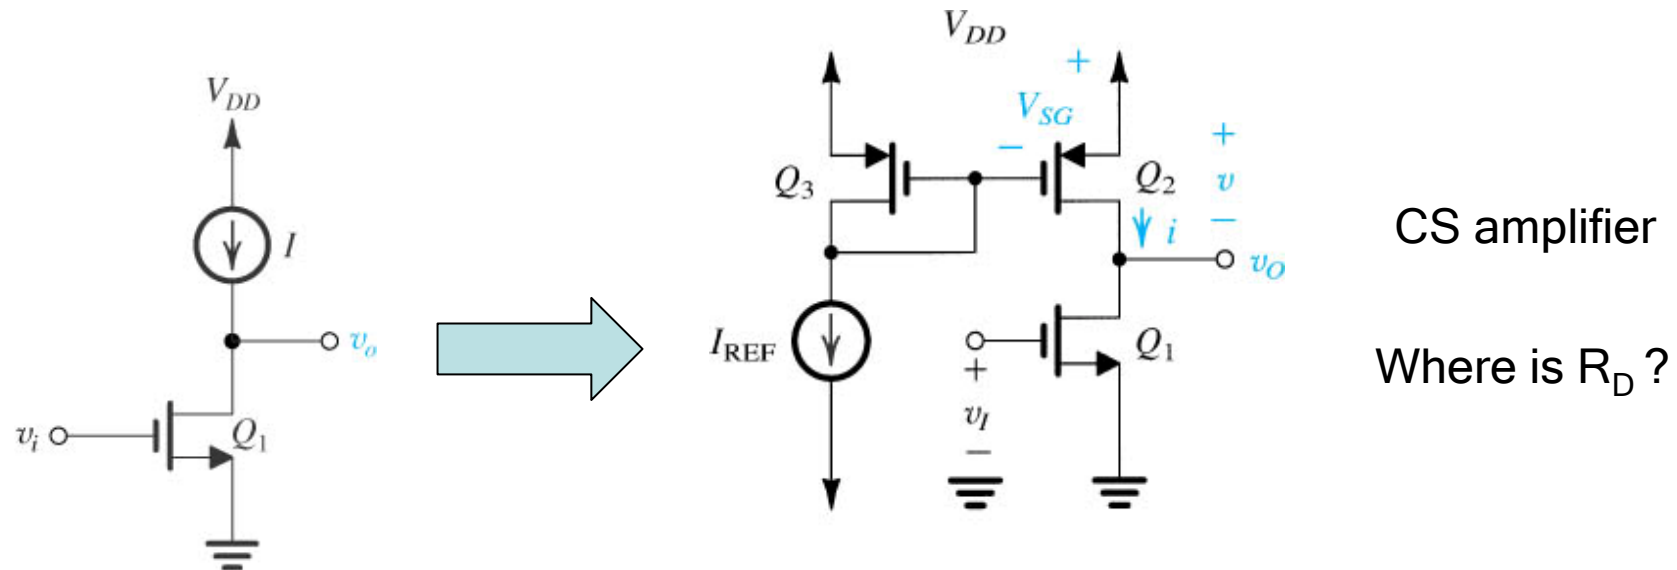 V_DD
I
v_o
v_i
Q_1
V_DD
+
V_SG
−
Q_3
Q_2
+
v
−
i
v_O
I_REF
Q_1
+
v_I
−
CS amplifier
Where is R_D ?